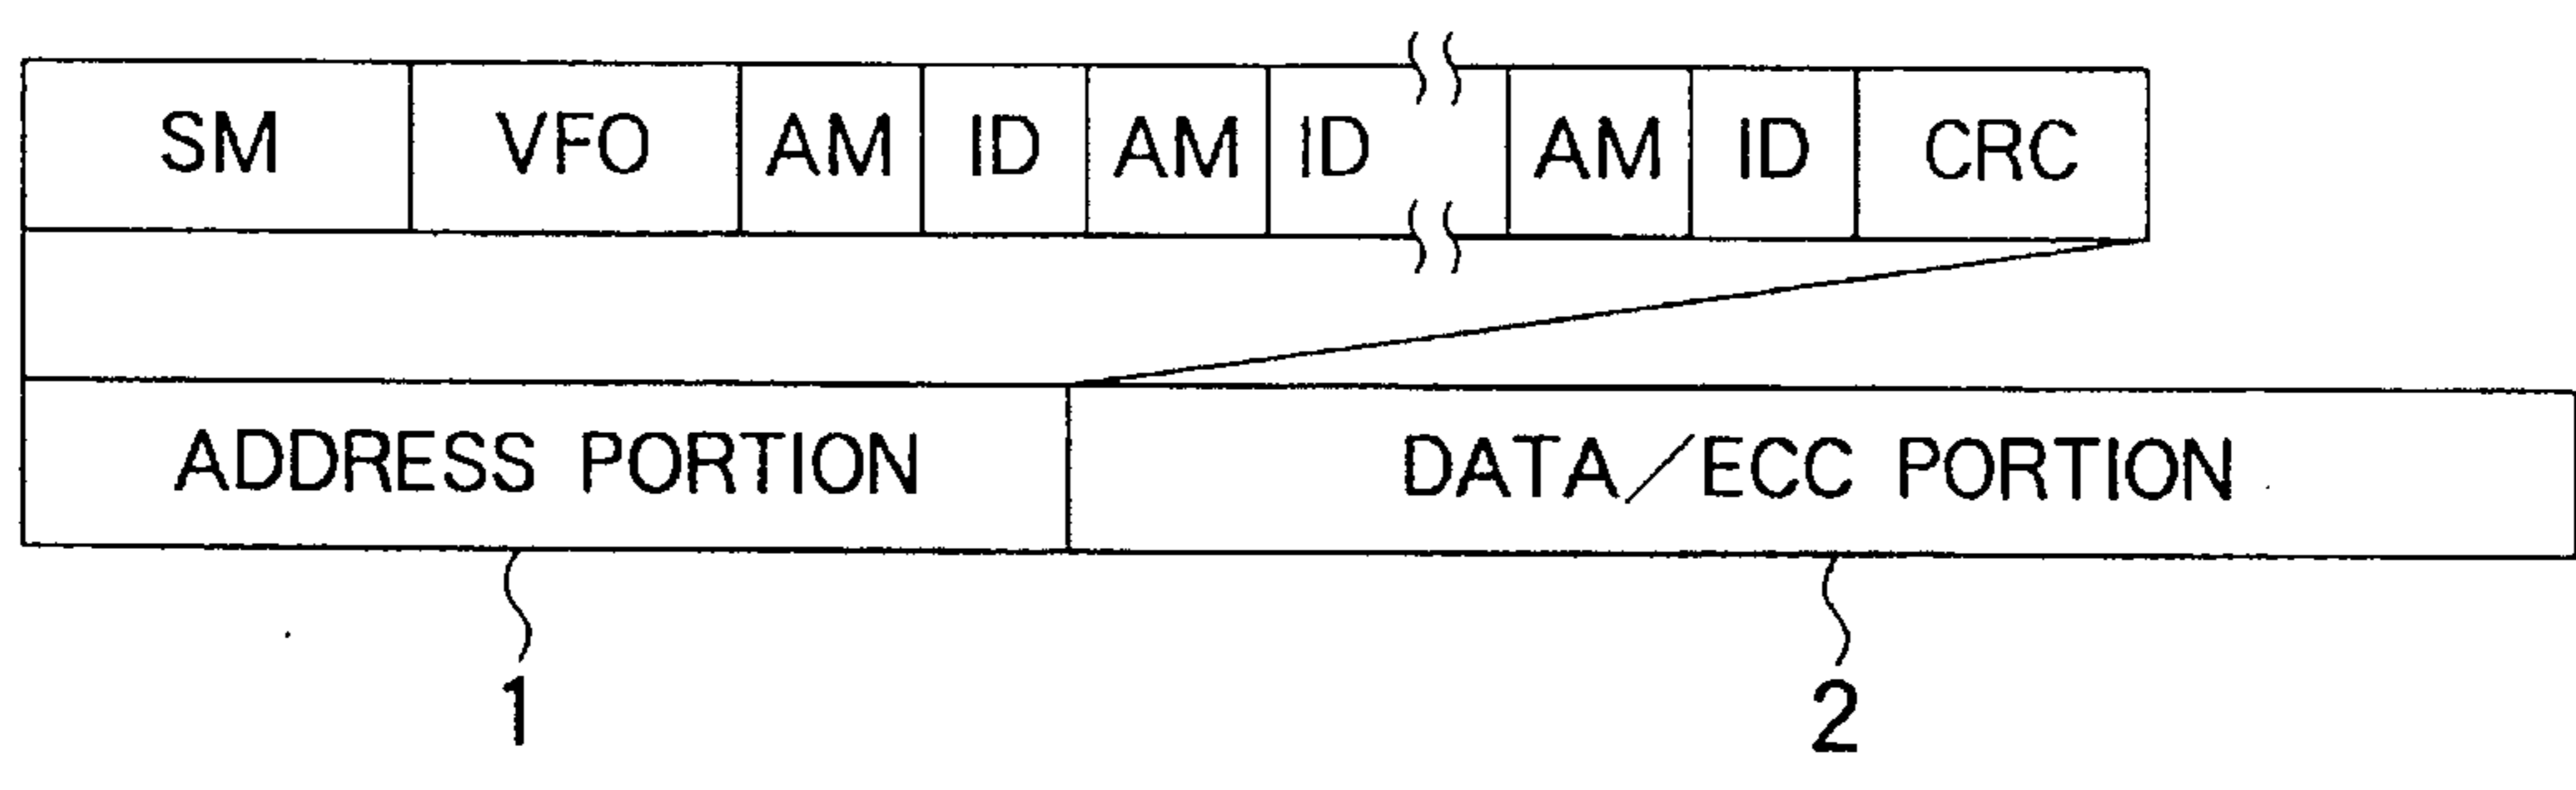 SM VFO AM ID AM ID AM ID CRC
ADDRESS PORTION DATA/ECC PORTION
1 2